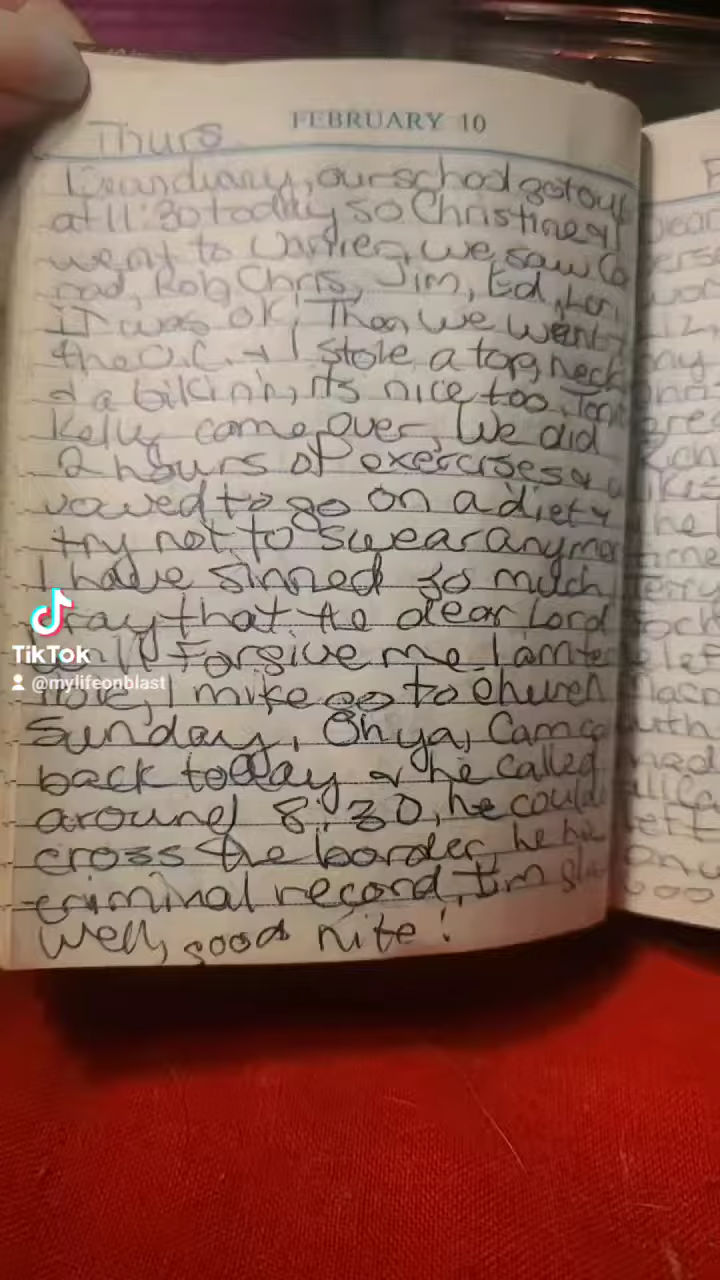 FEBRUARY 10
Thurs
Dear diary, our school got out
at 11:30 today so Christine & I
went to we saw
Rob, Chris, Jim, Ed,
it was ok! Then we went
the O.C. & I stole a top, neck
& a bikini, its nice too.
Kelly came over, We did
2 hours of exercises &
vowed to go on a diet &
try not to swear anymor
I have sinned so much
pray that the dear Lord
will forgive me. I am
now, I mite go to church
Sunday, Oh ya, Cam
back today & he called
around 8:30, he could
cross the boarder, he
criminal record, I'm
Well, good nite!
TikTok
@mylifeonblast